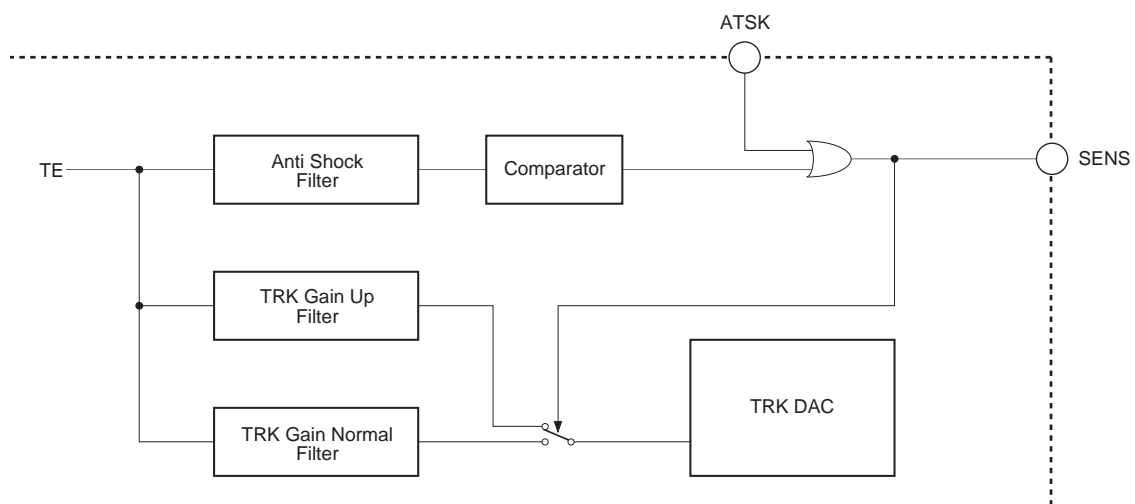 ATSK
TE
Anti Shock
Filter
Comparator
SENS
TRK Gain Up
Filter
TRK DAC
TRK Gain Normal
Filter